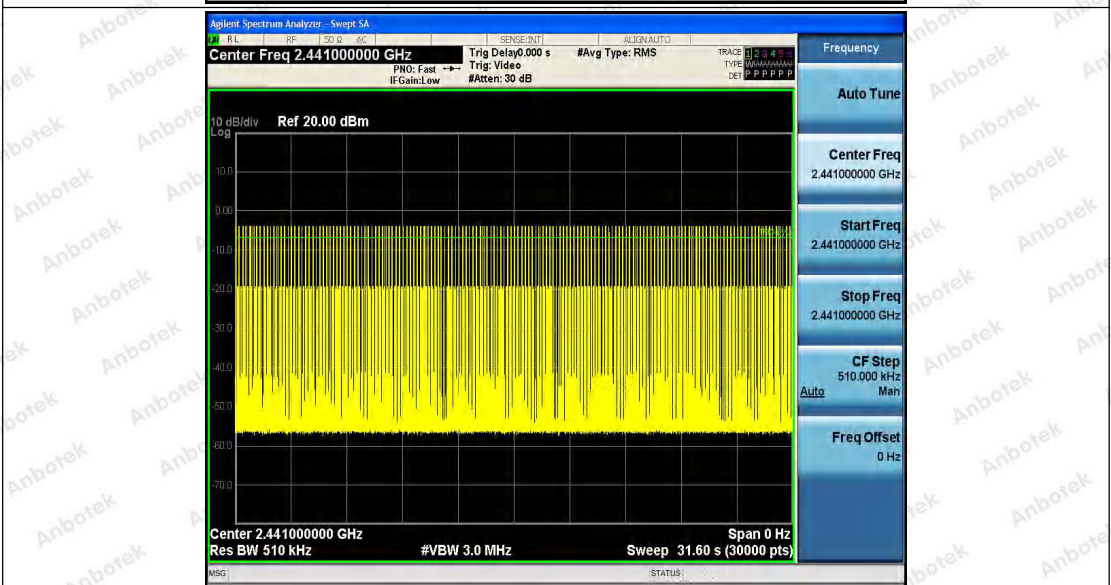 Agilent Spectrum Analyzer - Swept SA
RL RF 50 Ω AC SENSE:INT ALIGN AUTO
Center Freq 2.441000000 GHz
PNO: Fast
IFGain:Low
Trig Delay0.000 s
Trig: Video
#Atten: 30 dB
#Avg Type: RMS
TRACE 1 2 3 4 5 6
TYPE
DET P P P P P P
10 dB/div
Log
Ref 20.00 dBm
10.0
0.00
-10.0
-20.0
-30.0
-40.0
-50.0
-60.0
-70.0
Center 2.441000000 GHz
Span 0 Hz
Res BW 510 kHz
#VBW 3.0 MHz
Sweep 31.60 s (30000 pts)
MSG
STATUS
Frequency
Auto Tune
Center Freq
2.441000000 GHz
Start Freq
2.441000000 GHz
Stop Freq
2.441000000 GHz
CF Step
510.000 kHz
Auto Man
Freq Offset
0 Hz
Anbotek